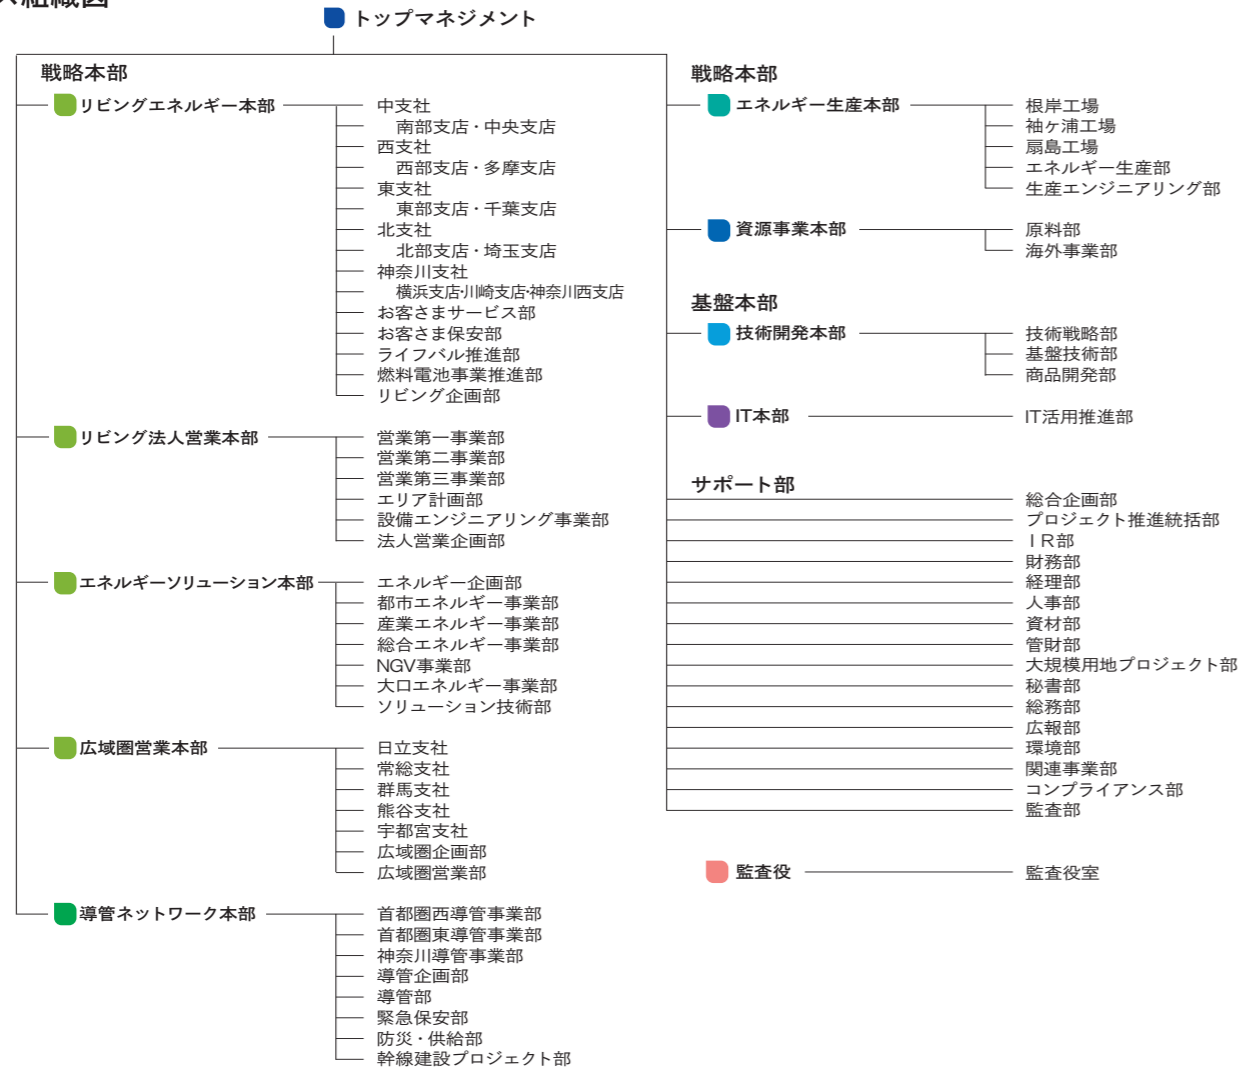 ス組織図
トップマネジメント
戦略本部
リビングエネルギー本部
中支社
南部支店・中央支店
西支社
西部支店・多摩支店
東支社
東部支店・千葉支店
北支社
北部支店・埼玉支店
神奈川支社
横浜支店・川崎支店・神奈川西支店
お客さまサービス部
お客さま保安部
ライフバル推進部
燃料電池事業推進部
リビング企画部
リビング法人営業本部
営業第一事業部
営業第二事業部
営業第三事業部
エリア計画部
設備エンジニアリング事業部
法人営業企画部
エネルギーソリューション本部
エネルギー企画部
都市エネルギー事業部
産業エネルギー事業部
総合エネルギー事業部
NGV事業部
大口エネルギー事業部
ソリューション技術部
広域圏営業本部
日立支社
常総支社
群馬支社
熊谷支社
宇都宮支社
広域圏企画部
広域圏営業部
導管ネットワーク本部
首都圏西導管事業部
首都圏東導管事業部
神奈川導管事業部
導管企画部
導管部
緊急保安部
防災・供給部
幹線建設プロジェクト部
戦略本部
エネルギー生産本部
根岸工場
袖ケ浦工場
扇島工場
エネルギー生産部
生産エンジニアリング部
資源事業本部
原料部
海外事業部
基盤本部
技術開発本部
技術戦略部
基盤技術部
商品開発部
IT本部
IT活用推進部
サポート部
総合企画部
プロジェクト推進統括部
IR部
財務部
経理部
人事部
資材部
管財部
大規模用地プロジェクト部
秘書部
総務部
広報部
環境部
関連事業部
コンプライアンス部
監査部
監査役
監査役室